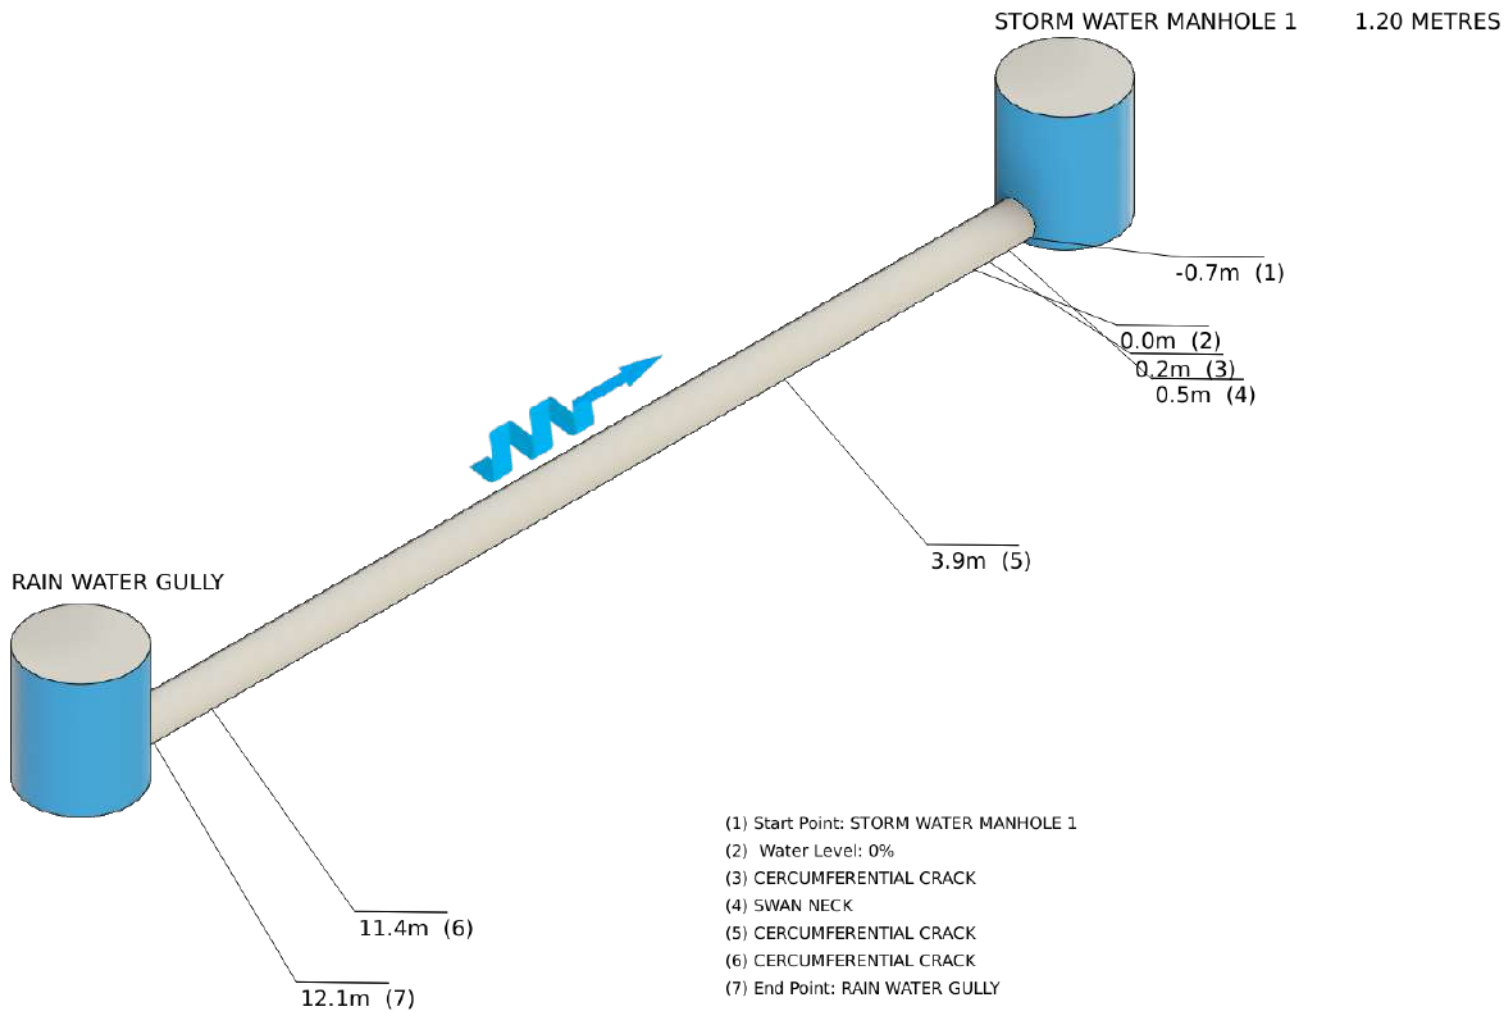 STORM WATER MANHOLE 1 1.20 METRES
-0.7m (1)
0.0m (2)
0.2m (3)
0.5m (4)
3.9m (5)
RAIN WATER GULLY
11.4m (6)
12.1m (7)
(1) Start Point: STORM WATER MANHOLE 1
(2) Water Level: 0%
(3) CERCUMFERENTIAL CRACK
(4) SWAN NECK
(5) CERCUMFERENTIAL CRACK
(6) CERCUMFERENTIAL CRACK
(7) End Point: RAIN WATER GULLY